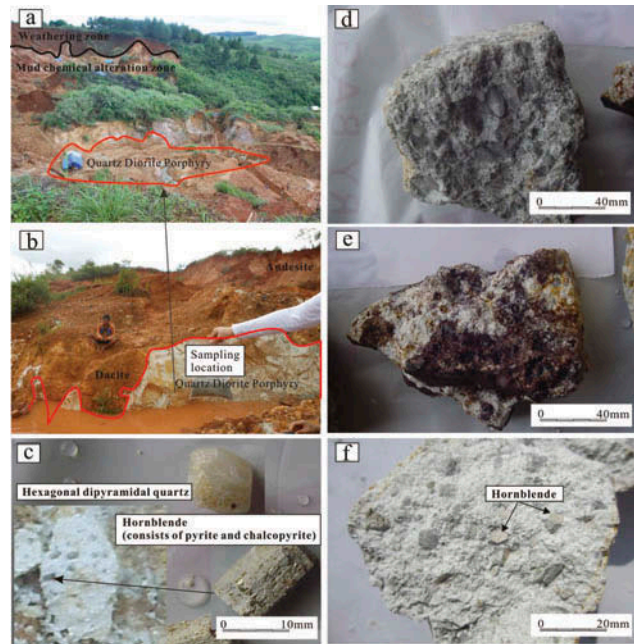 a
Weathering zone
Mud chemical alteration zone
Quartz Diorite Porphyry
b
Andesite
Sampling
location
Dacite
Quartz Diorite Porphyry
c
Hexagonal dipyramidal quartz
Hornblende
(consists of pyrite and chalcopyrite)
0 10mm
d
0 40mm
e
0 40mm
f
Hornblende
0 20mm